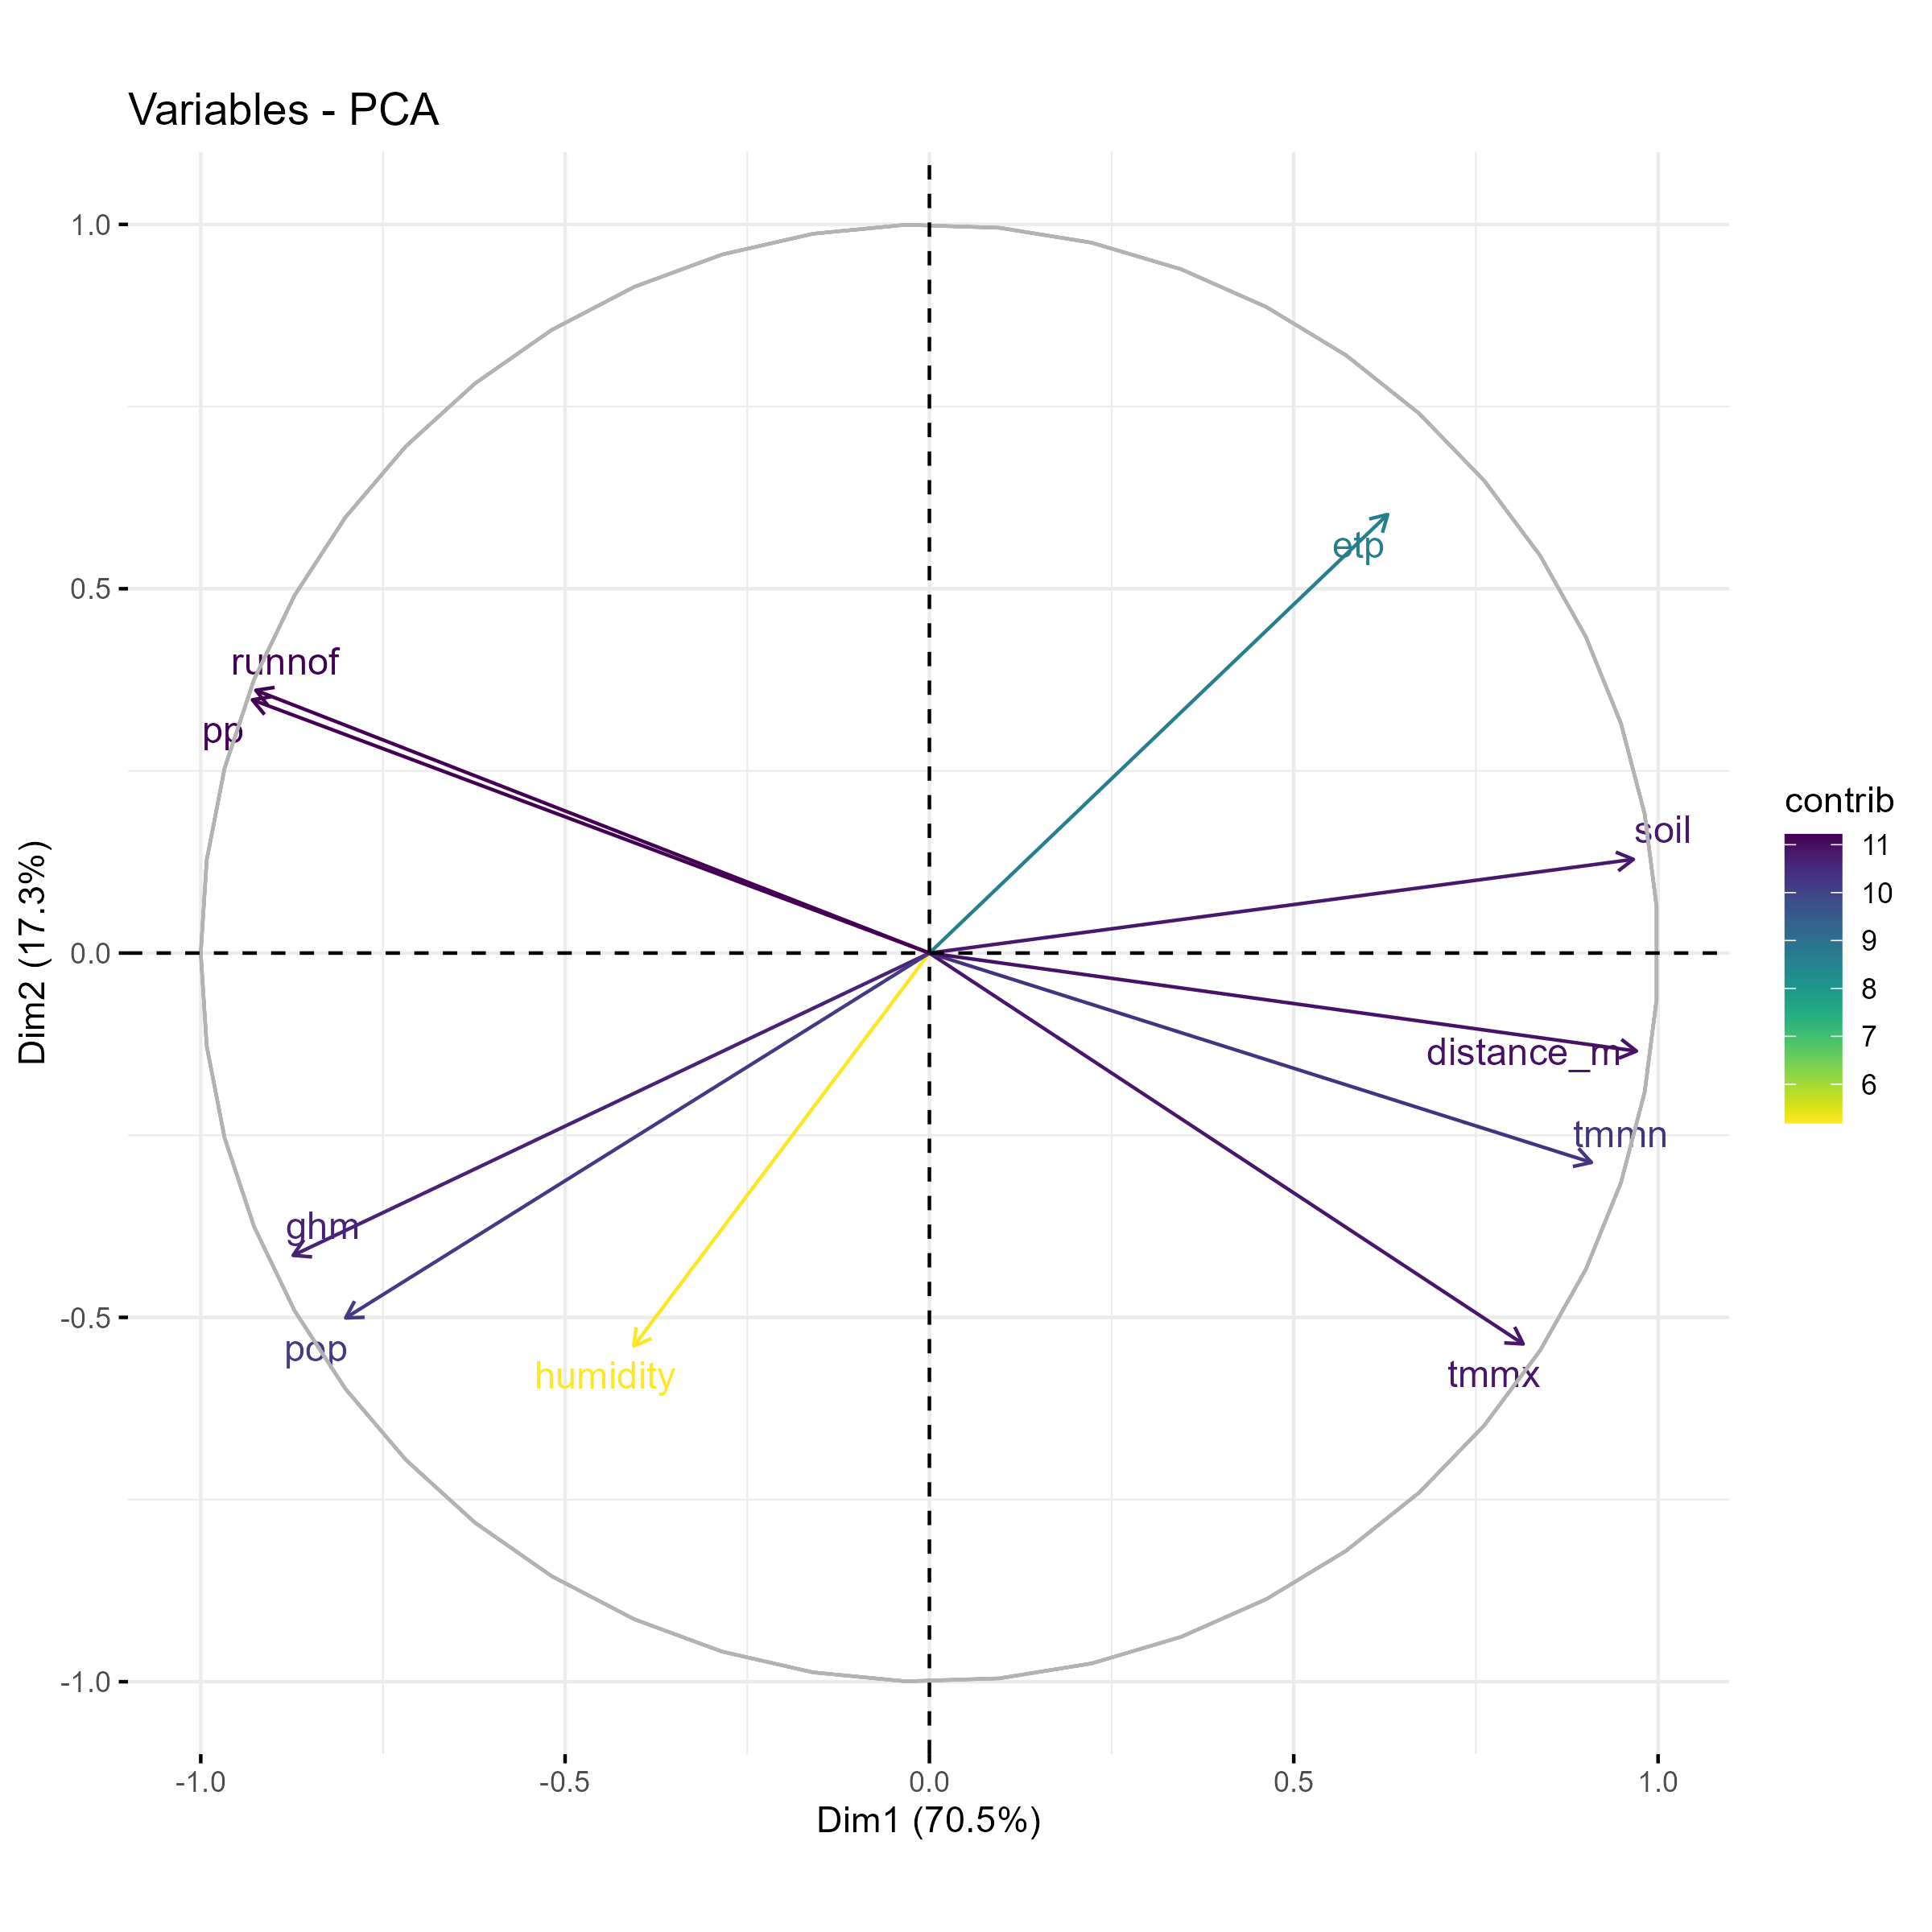 Variables - PCA
1.0
0.5
0.0
-0.5
-1.0
Dim2 (17.3%)
runnof
pp
etp
soil
distance_m
tmmn
tmmx
ghm
pop
humidity
-1.0
-0.5
0.0
0.5
1.0
Dim1 (70.5%)
contrib
11
10
9
8
7
6